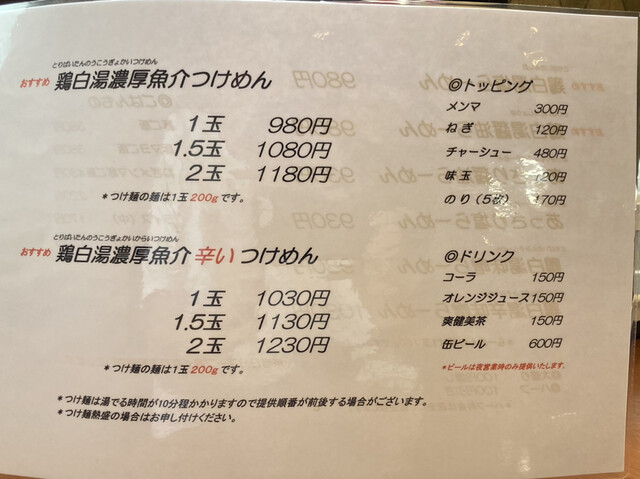 とりぱいたんのうこうぎょかいつけめん
おすすめ 鶏白湯濃厚魚介つけめん
1玉 980円
1.5玉 1080円
2玉 1180円
*つけ麺の麺は1玉200gです。
とりぱいたんのうこうぎょかいからいつけめん
おすすめ 鶏白湯濃厚魚介 辛い つけめん
1玉 1030円
1.5玉 1130円
2玉 1230円
*つけ麺の麺は1玉200gです。
*つけ麺は湯でる時間が10分程かかりますので提供順番が前後する場合がございます。
*つけ麺熱盛の場合はお申し付けください。
◎トッピング
メンマ 300円
ねぎ 120円
チャーシュー 480円
味玉 120円
のり(5枚) 170円
◎ドリンク
コーラ 150円
オレンジジュース 150円
爽健美茶 150円
缶ビール 600円
*ビールは夜営業時のみ提供いたします。